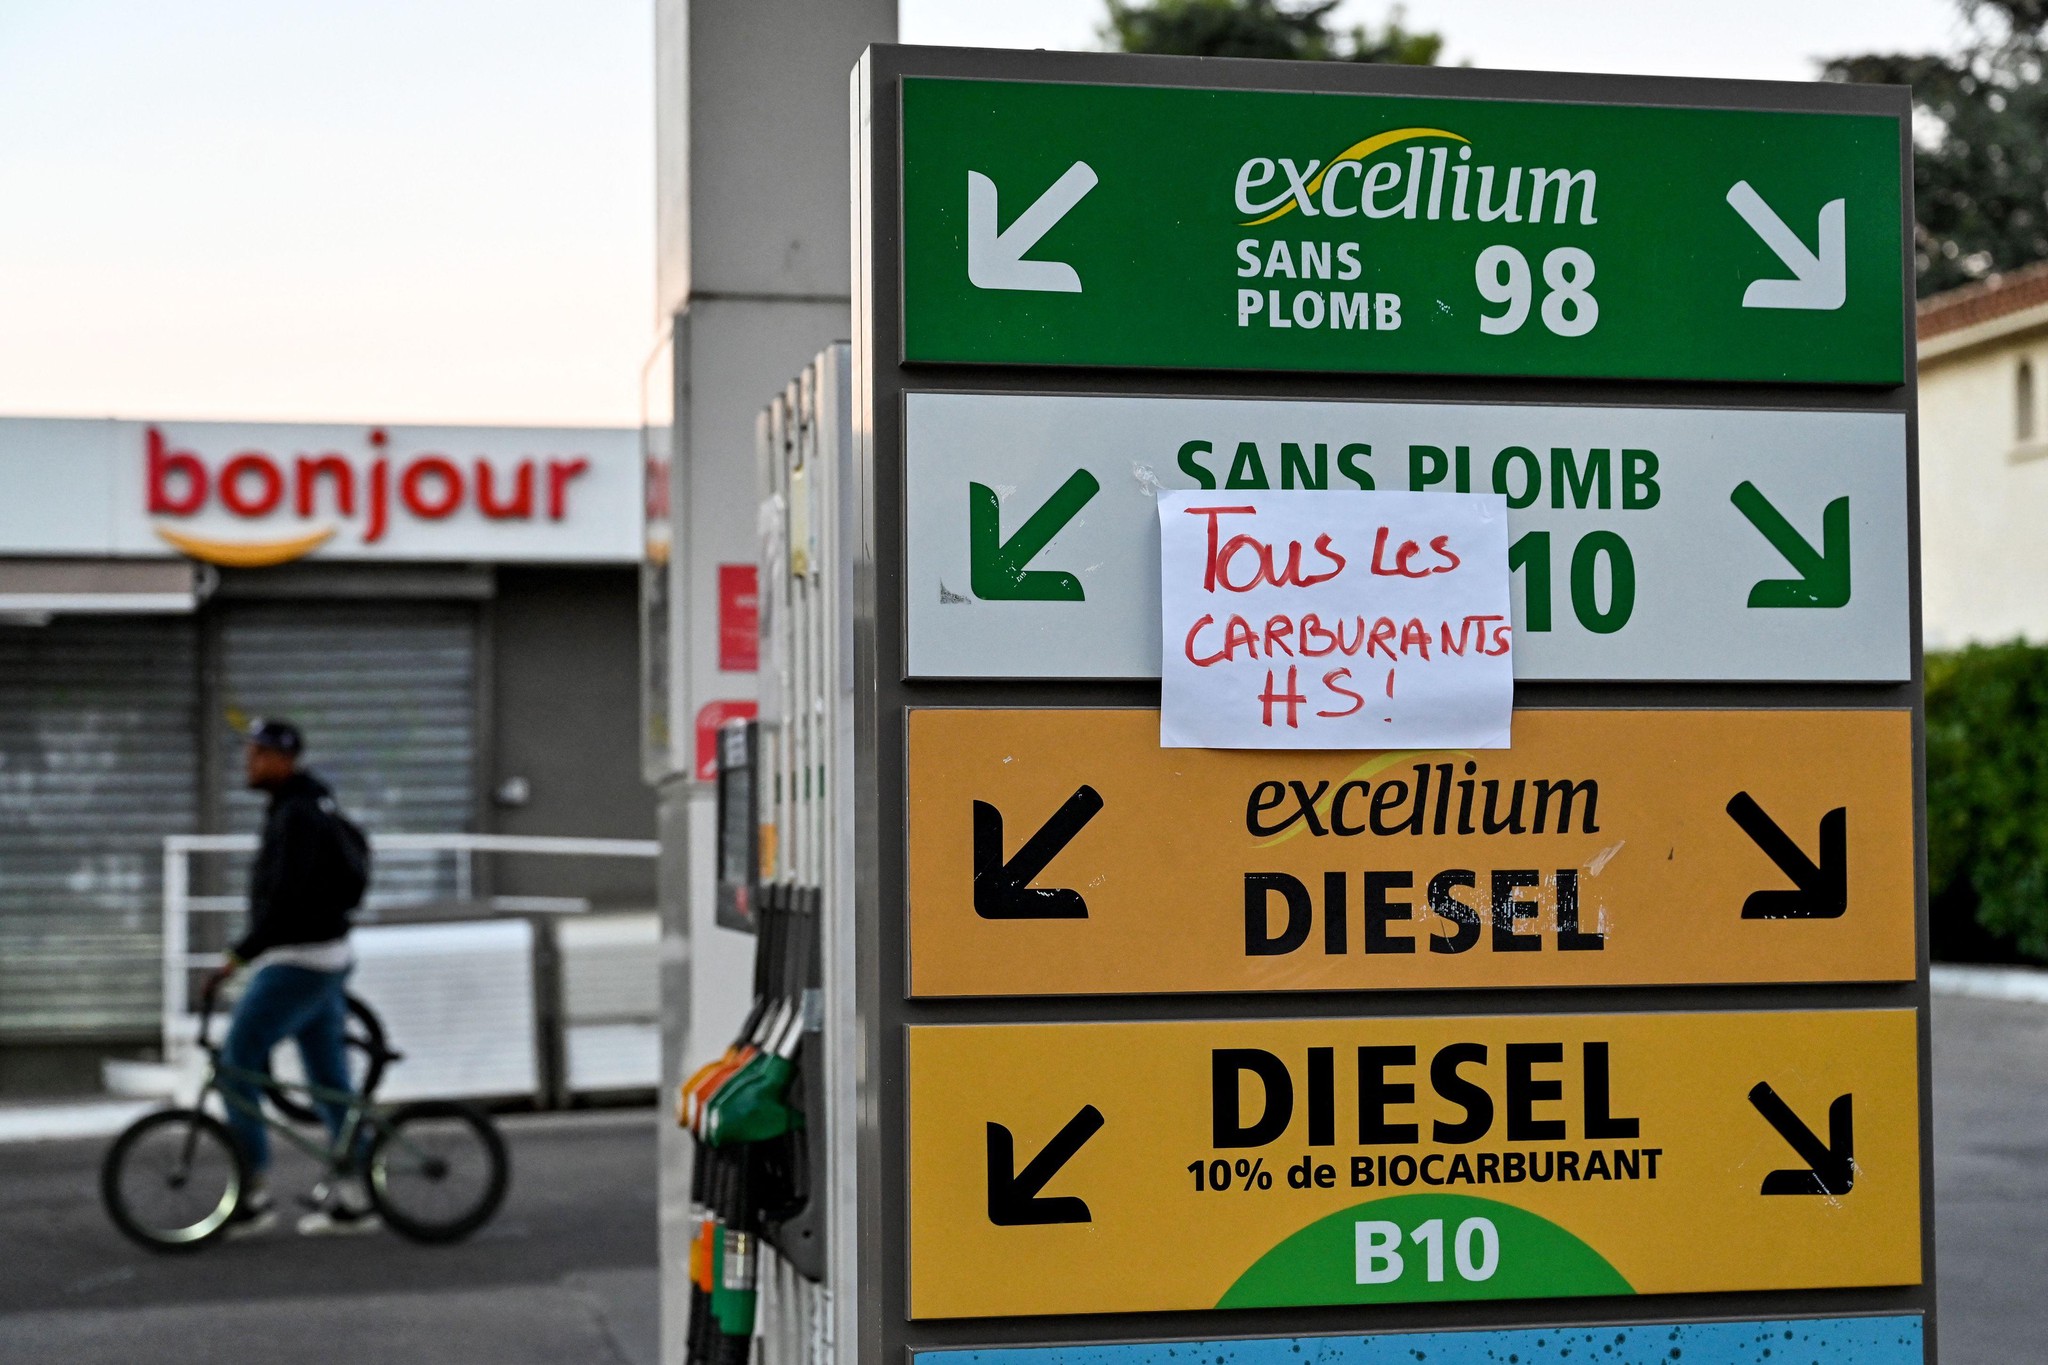 bonjour
excellium
SANS
PLOMB 98
SANS PLOMB
10
Tous Les
CARBURANTS
HS!
excellium
DIESEL
DIESEL
10% de BIOCARBURANT
B10